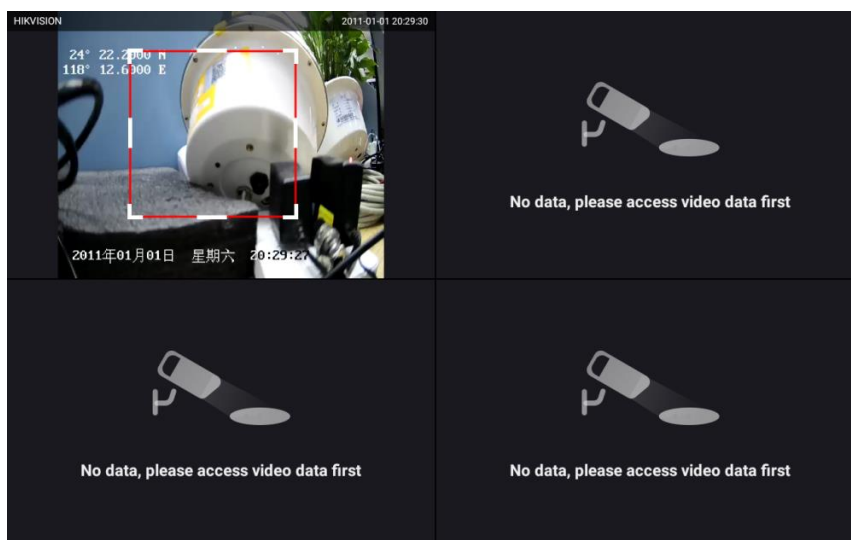 HIKVISION 2011-01-01 20:29:30
24° 22.2000 N
118° 12.6000 E
2011年01月01日 星期六 20:29:27
No data, please access video data first
No data, please access video data first
No data, please access video data first